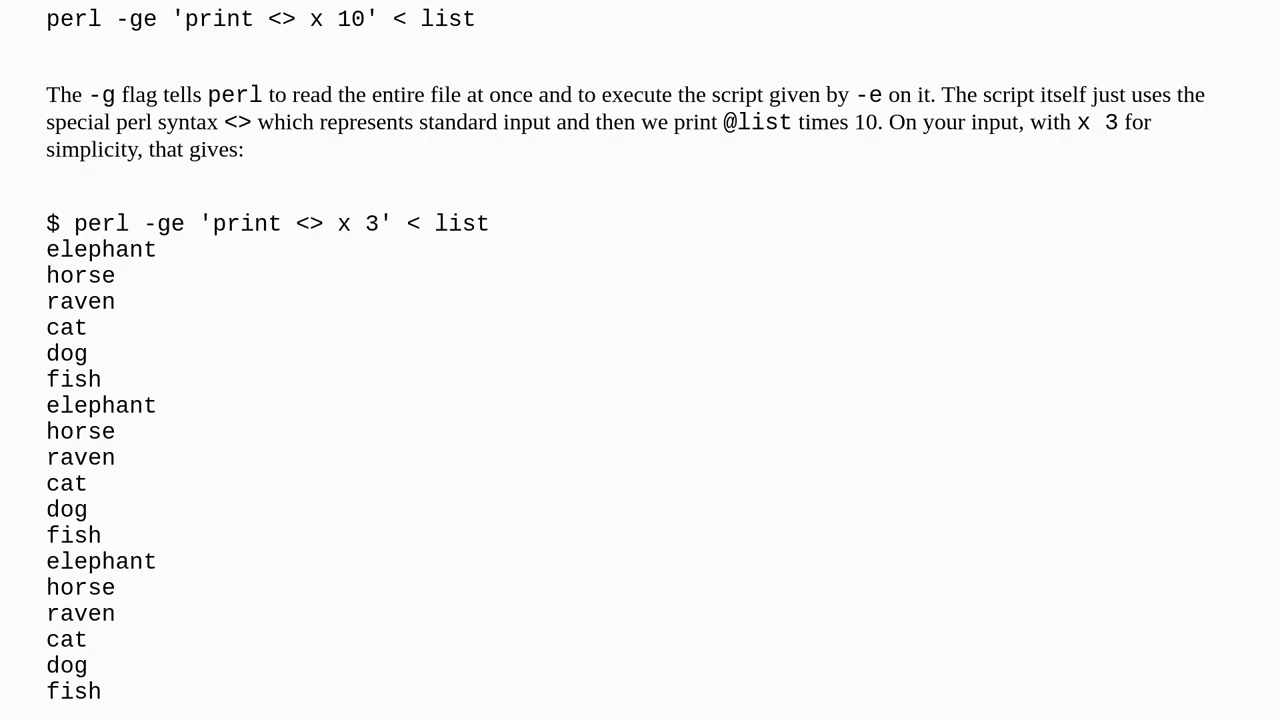 perl -ge 'print <> x 10' < list
The -g flag tells perl to read the entire file at once and to execute the script given by -e on it. The script itself just uses the
special perl syntax <> which represents standard input and then we print @list times 10. On your input, with x 3 for
simplicity, that gives:
$ perl -ge 'print <> x 3' < list
elephant
horse
raven
cat
dog
fish
elephant
horse
raven
cat
dog
fish
elephant
horse
raven
cat
dog
fish